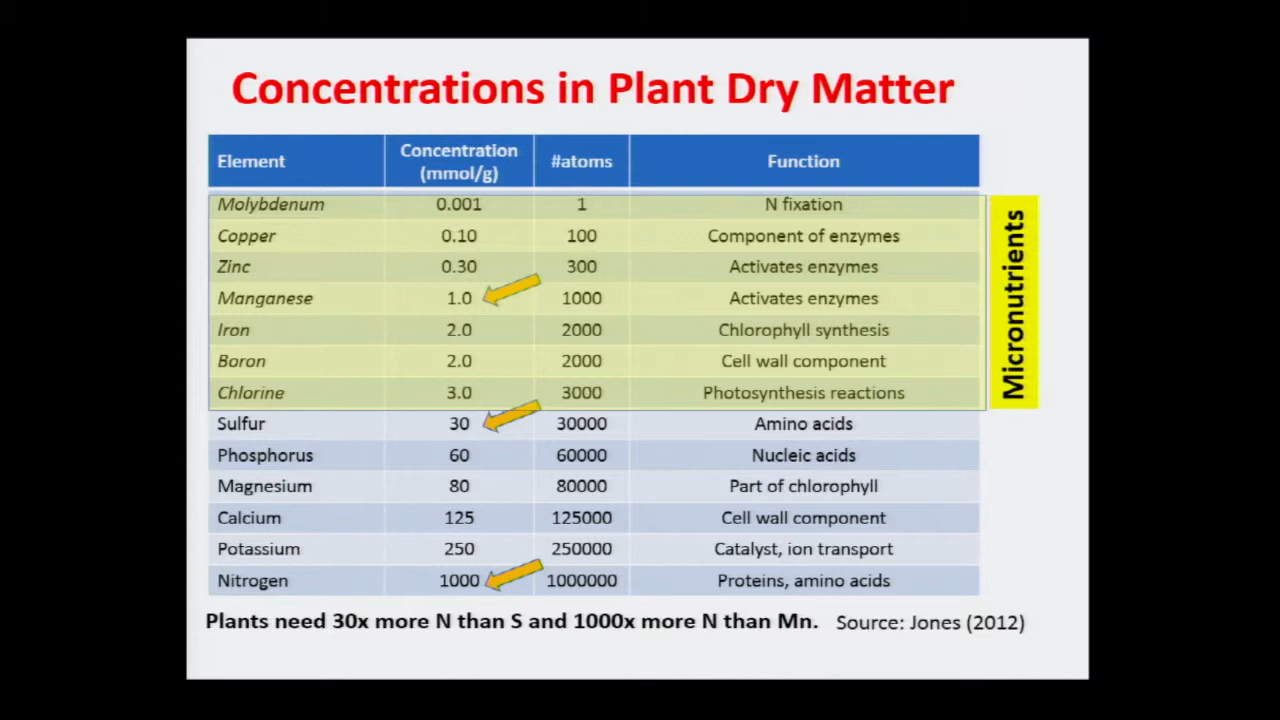 Concentrations in Plant Dry Matter
Element Concentration (mmol/g) #atoms Function
Molybdenum 0.001 1 N fixation
Copper 0.10 100 Component of enzymes
Zinc 0.30 300 Activates enzymes
Manganese 1.0 1000 Activates enzymes
Iron 2.0 2000 Chlorophyll synthesis
Boron 2.0 2000 Cell wall component
Chlorine 3.0 3000 Photosynthesis reactions
Micronutrients
Sulfur 30 30000 Amino acids
Phosphorus 60 60000 Nucleic acids
Magnesium 80 80000 Part of chlorophyll
Calcium 125 125000 Cell wall component
Potassium 250 250000 Catalyst, ion transport
Nitrogen 1000 1000000 Proteins, amino acids
Plants need 30x more N than S and 1000x more N than Mn. Source: Jones (2012)